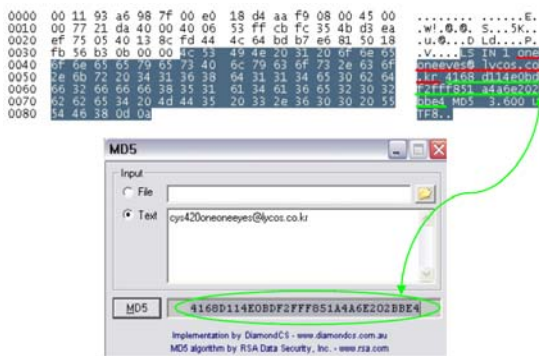 0000 00 11 93 a6 98 7f 00 e0 18 d4 aa f9 08 00 45 00 ........ ......E.
0010 00 77 21 da 40 00 40 06 53 ff cb fc 35 4b d3 ea .w!.@.@. S...5K..
0020 ef 75 05 40 13 8c fd 44 4c 64 bd b7 e6 81 50 18 .u.@...D Ld....P.
0030 fb 56 b3 0b 00 00 4c 53 49 4e 20 31 20 6f 6e 65 .V....LS IN 1 one
0040 6f 6e 65 65 79 65 73 40 6c 79 63 6f 73 2e 63 6f oneeyes@ lycos.co
0050 2e 6b 72 20 34 31 36 38 64 31 31 34 65 30 62 64 .kr 4168 d114e0bd
0060 66 32 66 66 66 38 35 31 61 34 61 36 65 32 30 32 f2fff851 a4a6e202
0070 62 62 65 34 20 4d 44 35 20 33 2e 36 30 30 20 55 bbe4 MD5 3.600 U
0080 54 46 38 0d 0a TF8..
MD5
Input
File
Text cys420oneoneeyes@lycos.co.kr
MD5 4168D114E0BDF2FFF851A4A6E202BBE4
Implementation by DiamondCS - www.diamondcs.com.au
MD5 algorithm by RSA Data Security, Inc. - www.rsa.com